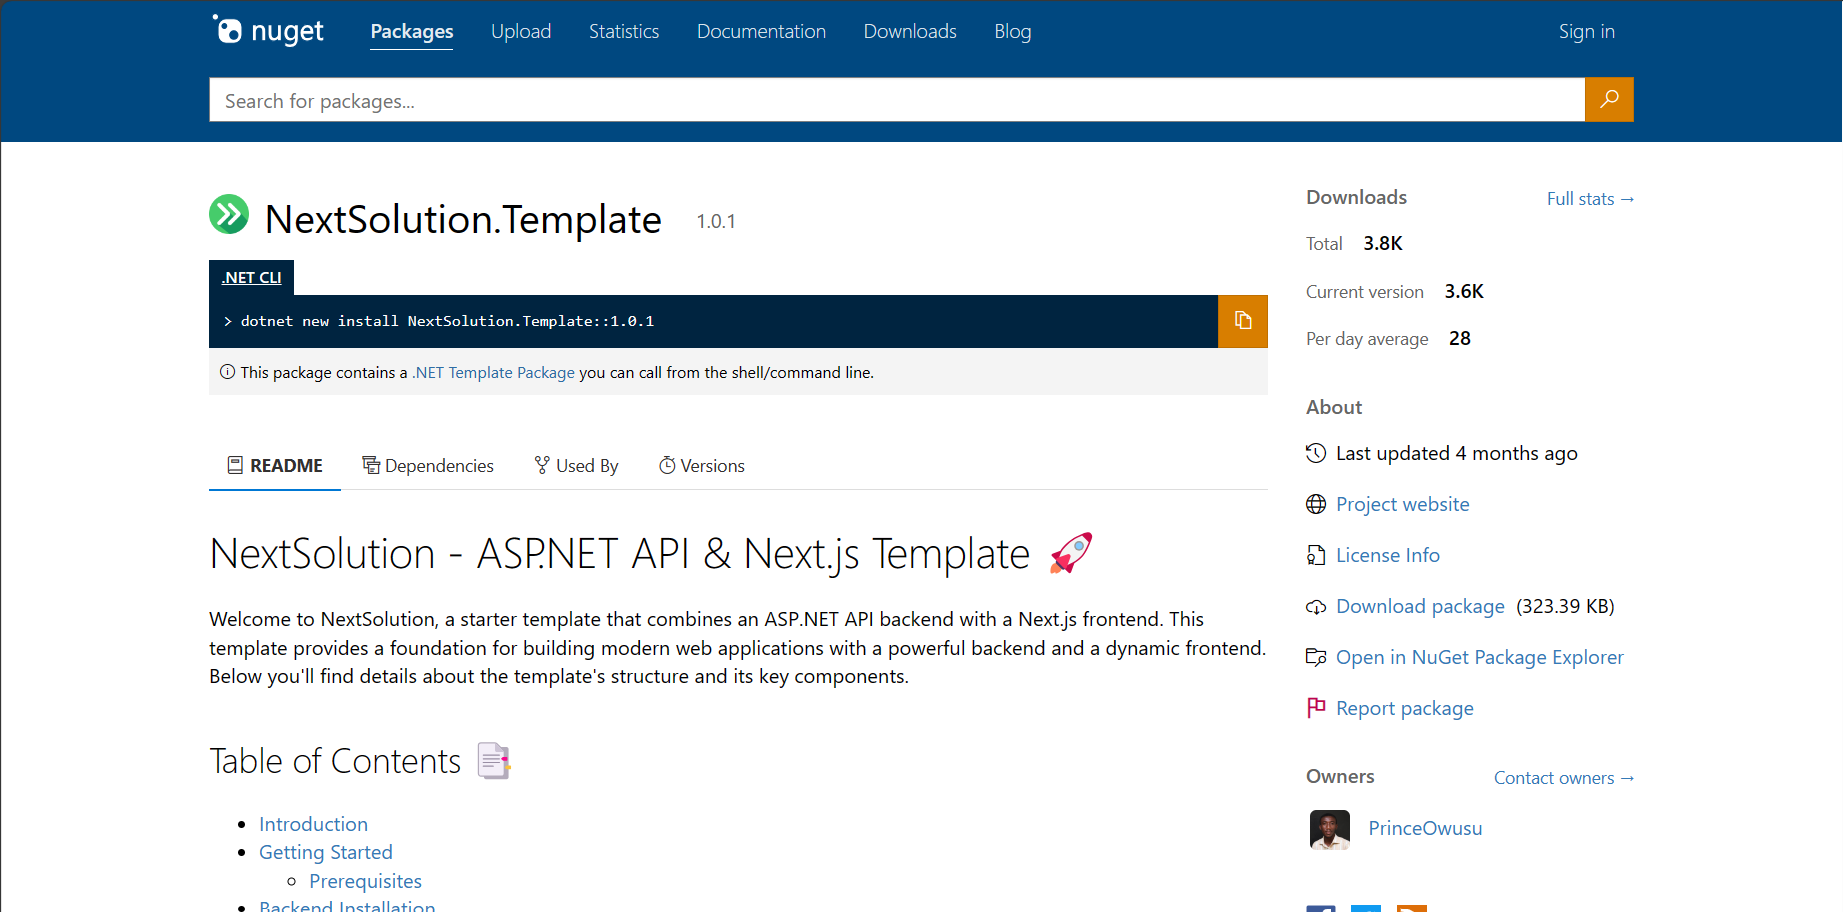 nuget
Packages
Upload
Statistics
Documentation
Downloads
Blog
Sign in
Search for packages...
NextSolution.Template 1.0.1
.NET CLI
> dotnet new install NextSolution.Template::1.0.1
This package contains a .NET Template Package you can call from the shell/command line.
README
Dependencies
Used By
Versions
NextSolution - ASP.NET API & Next.js Template 🚀
Welcome to NextSolution, a starter template that combines an ASP.NET API backend with a Next.js frontend. This
template provides a foundation for building modern web applications with a powerful backend and a dynamic frontend.
Below you'll find details about the template's structure and its key components.
Table of Contents 📑
Introduction
Getting Started
Prerequisites
Backend Installation
Downloads
Full stats →
Total 3.8K
Current version 3.6K
Per day average 28
About
Last updated 4 months ago
Project website
License Info
Download package (323.39 KB)
Open in NuGet Package Explorer
Report package
Owners
Contact owners →
PrinceOwusu